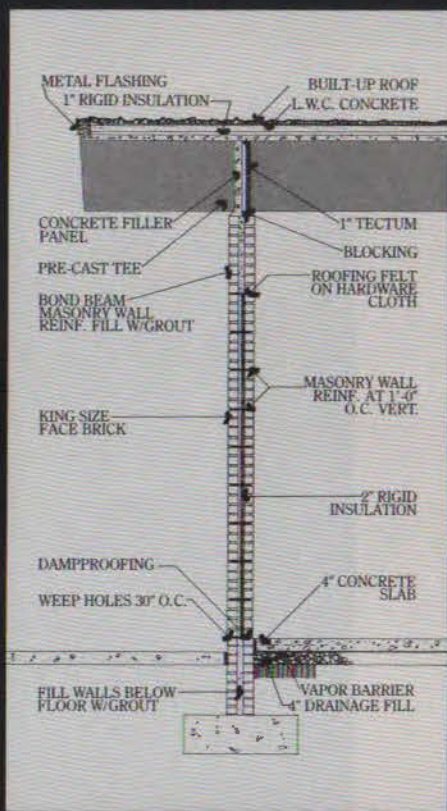 METAL FLASHING
1" RIGID INSULATION
BUILT-UP ROOF
L.W.C. CONCRETE
CONCRETE FILLER
PANEL
1" TECTUM
BLOCKING
PRE-CAST TEE
ROOFING FELT
ON HARDWARE
CLOTH
BOND BEAM
MASONRY WALL
REINF. FILL W/GROUT
MASONRY WALL
REINF. AT 1'-0"
O.C. VERT.
KING SIZE
FACE BRICK
2" RIGID
INSULATION
DAMPPROOFING
4" CONCRETE
SLAB
WEEP HOLES 30" O.C.
FILL WALLS BELOW
FLOOR W/GROUT
VAPOR BARRIER
4" DRAINAGE FILL